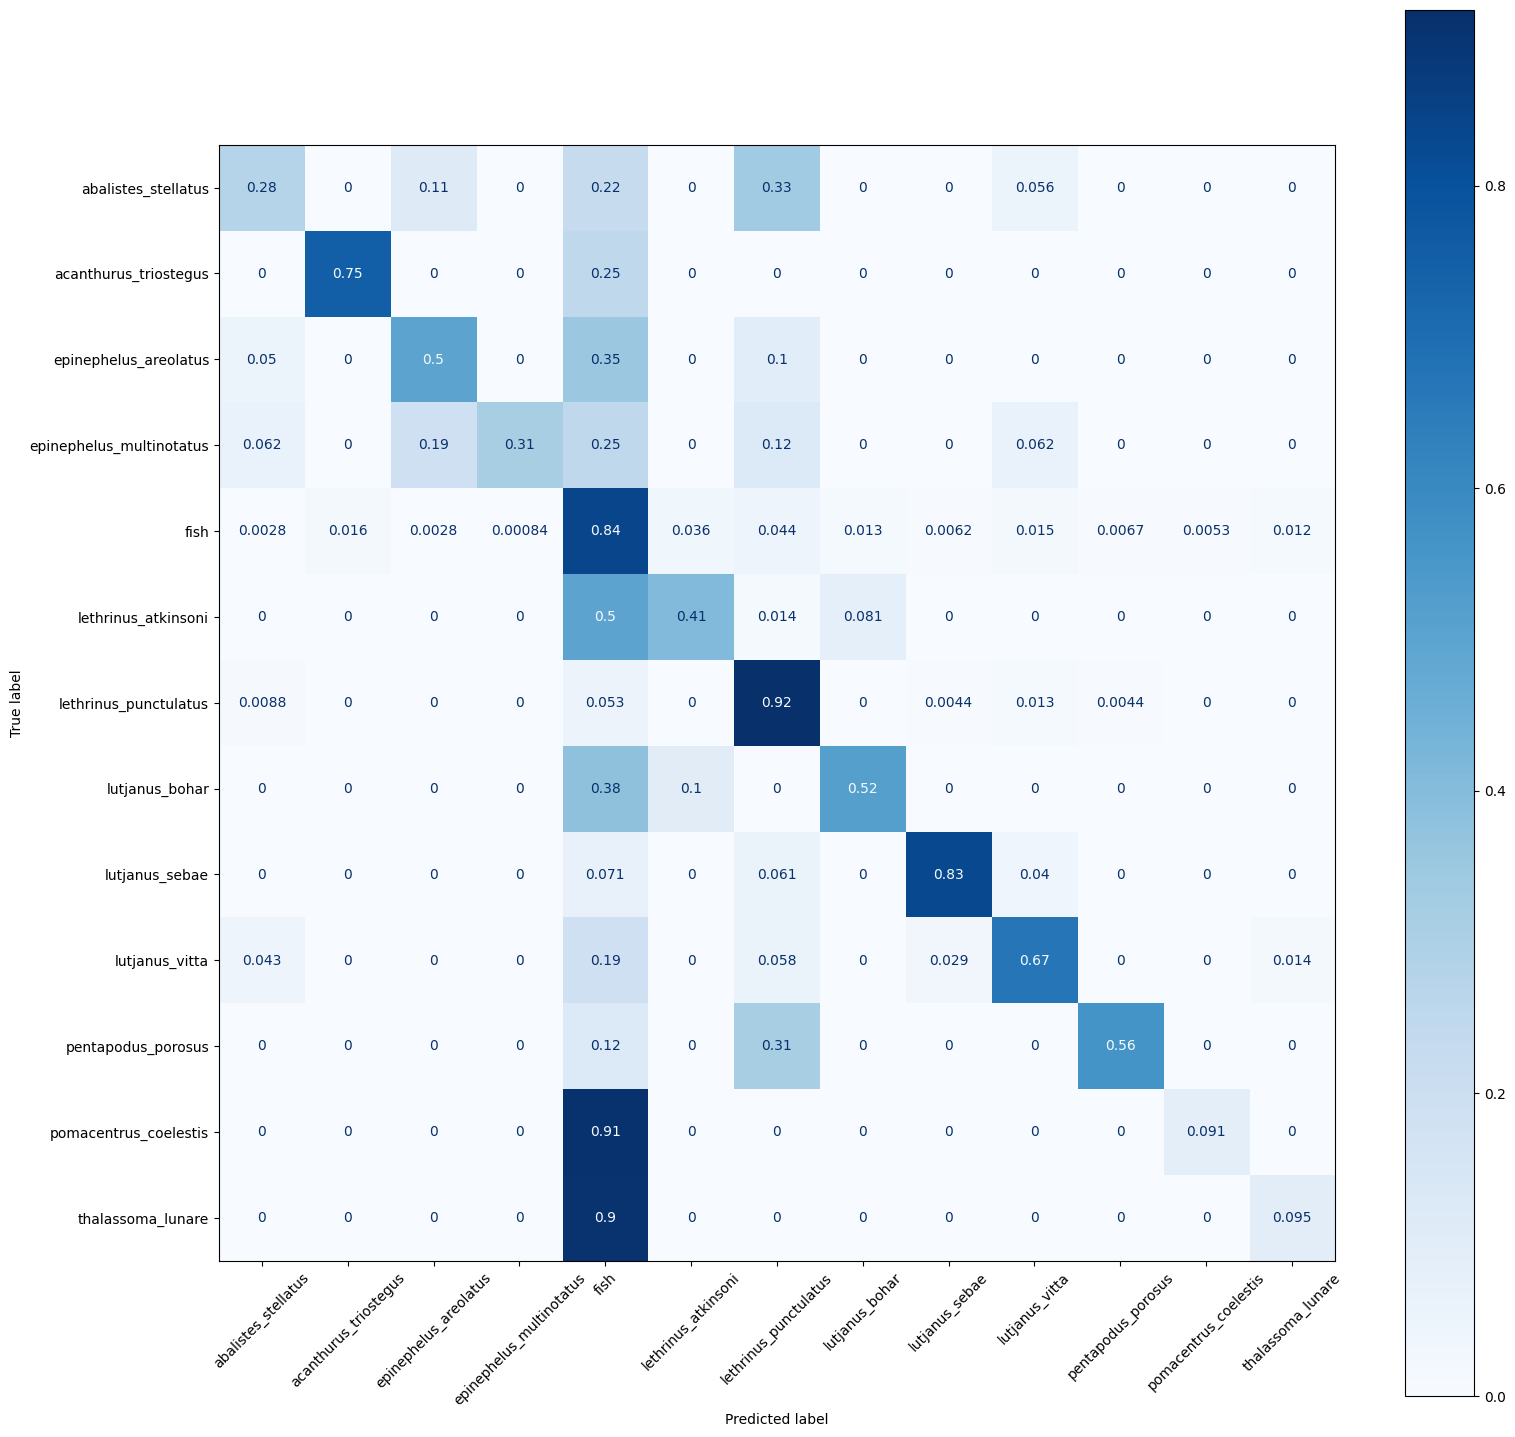 abalistes_stellatus 0.28 0 0.11 0 0.22 0 0.33 0 0 0.056 0 0 0
0.8
acanthurus_triostegus 0 0.75 0 0 0.25 0 0 0 0 0 0 0 0
epinephelus_areolatus 0.05 0 0.5 0 0.35 0 0.1 0 0 0 0 0 0
epinephelus_multinotatus 0.062 0 0.19 0.31 0.25 0 0.12 0 0 0.062 0 0 0
0.6
fish 0.0028 0.016 0.0028 0.00084 0.84 0.036 0.044 0.013 0.0062 0.015 0.0067 0.0053 0.012
lethrinus_atkinsoni 0 0 0 0 0.5 0.41 0.014 0.081 0 0 0 0 0
True label
lethrinus_punctulatus 0.0088 0 0 0 0.053 0 0.92 0 0.0044 0.013 0.0044 0 0
lutjanus_bohar 0 0 0 0 0.38 0.1 0 0.52 0 0 0 0 0
0.4
lutjanus_sebae 0 0 0 0 0.071 0 0.061 0 0.83 0.04 0 0 0
lutjanus_vitta 0.043 0 0 0 0.19 0 0.058 0 0.029 0.67 0 0 0.014
pentapodus_porosus 0 0 0 0 0.12 0 0.31 0 0 0 0.56 0 0
0.2
pomacentrus_coelestis 0 0 0 0 0.91 0 0 0 0 0 0 0.091 0
thalassoma_lunare 0 0 0 0 0.9 0 0 0 0 0 0 0 0.095
abalistes_stellatus
acanthurus_triostegus
epinephelus_areolatus
epinephelus_multinotatus
fish
lethrinus_atkinsoni
lethrinus_punctulatus
lutjanus_bohar
lutjanus_sebae
lutjanus_vitta
pentapodus_porosus
pomacentrus_coelestis
thalassoma_lunare
0.0
Predicted label